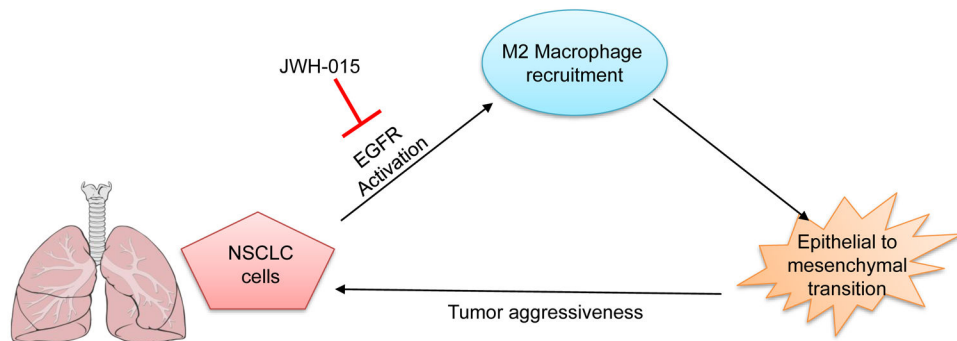 JWH-015
EGFR
Activation
M2 Macrophage
recruitment
NSCLC
cells
Epithelial to
mesenchymal
transition
Tumor aggressiveness